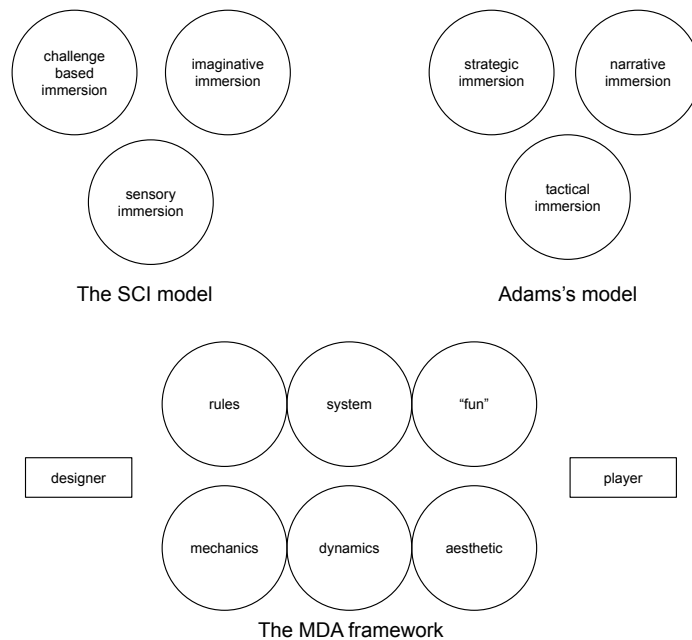 challenge
based
immersion
imaginative
immersion
sensory
immersion
The SCI model
strategic
immersion
narrative
immersion
tactical
immersion
Adams’s model
rules
system
“fun”
designer
player
mechanics
dynamics
aesthetic
The MDA framework